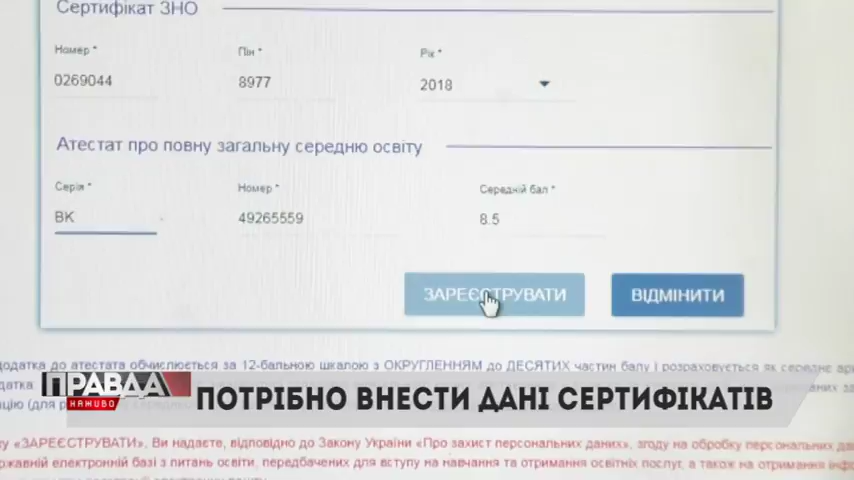 Сертифікат ЗНО
Номер * Пін * Рік *
0269044 8977 2018
Атестат про повну загальну середню освіту
Серія * Номер * Середній бал *
ВК 49265559 8.5
ЗАРЕЄСТРУВАТИ ВІДМІНИТИ
додатка до атестата обчислюється за 12-бальною шкалою з ОКРУГЛЕННЯМ до ДЕСЯТИХ частин балу і розраховується як середнє
ПРАВДА
НАЖИВО
ПОТРІБНО ВНЕСТИ ДАНІ СЕРТИФІКАТІВ
«ЗАРЕЄСТРУВАТИ», Ви надаєте, відповідно до Закону України «Про захист персональних даних», згоду на обробку персональних
державній електронній базі з питань освіти, передбачених для вступу на навчання та отримання освітніх послуг, а також на отримання